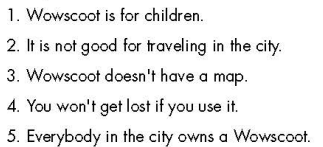 1. Wowscoot is for children.
2. It is not good for traveling in the city.
3. Wowscoot doesn't have a map.
4. You won't get lost if you use it.
5. Everybody in the city owns a Wowscoot.